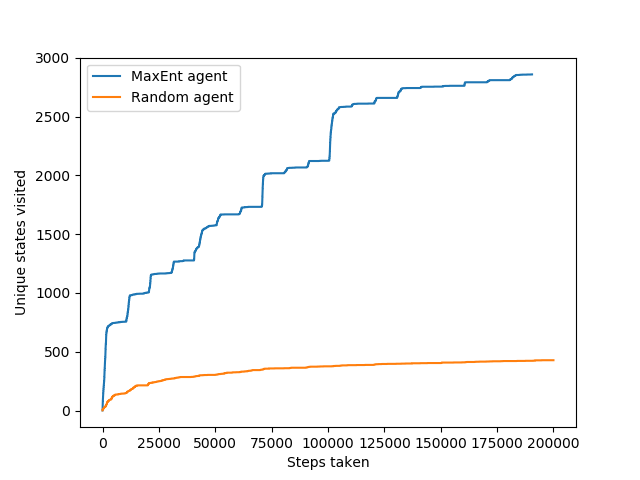 MaxEnt agent
Random agent
3000
2500
2000
1500
1000
500
0
Unique states visited
0 25000 50000 75000 100000 125000 150000 175000 200000
Steps taken